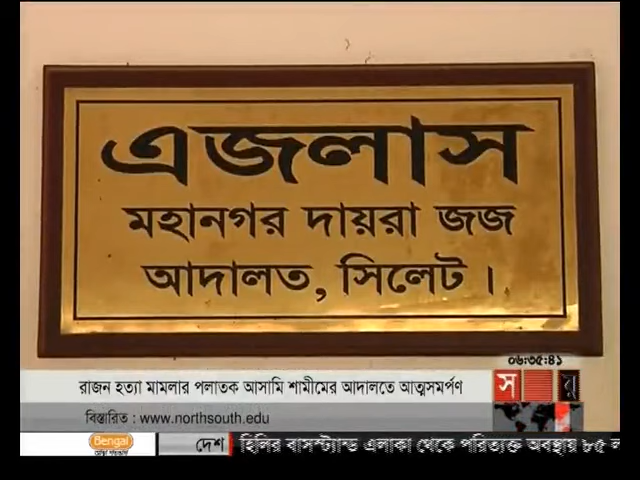 এজলাস
মহানগর দায়রা জজ
আদালত, সিলেট ।
০৬:৩৫:৪১
রাজন হত্যা মামলার পলাতক আসামি শামীমের আদালতে আত্মসমর্পণ
সময়
বিস্তারিত : www.northsouth.edu
Bengal
দেশ হিলির বাসস্ট্যান্ড এলাকা থেকে পরিত্যক্ত অবস্থায় ৮৫